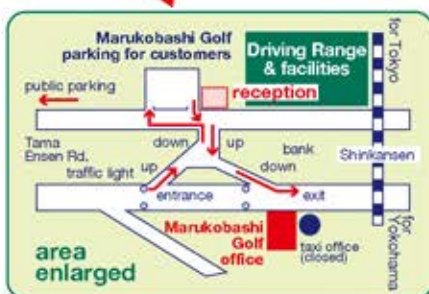 Marukobashi Golf
parking for customers
Driving Range
& facilities
for Tokyo
public parking
reception
Tama
Ensen Rd.
down
up
bank
traffic light
up
down
Shinkansen
entrance
exit
Marukobashi
Golf
office
taxi office
(closed)
for
Yokohama
area
enlarged